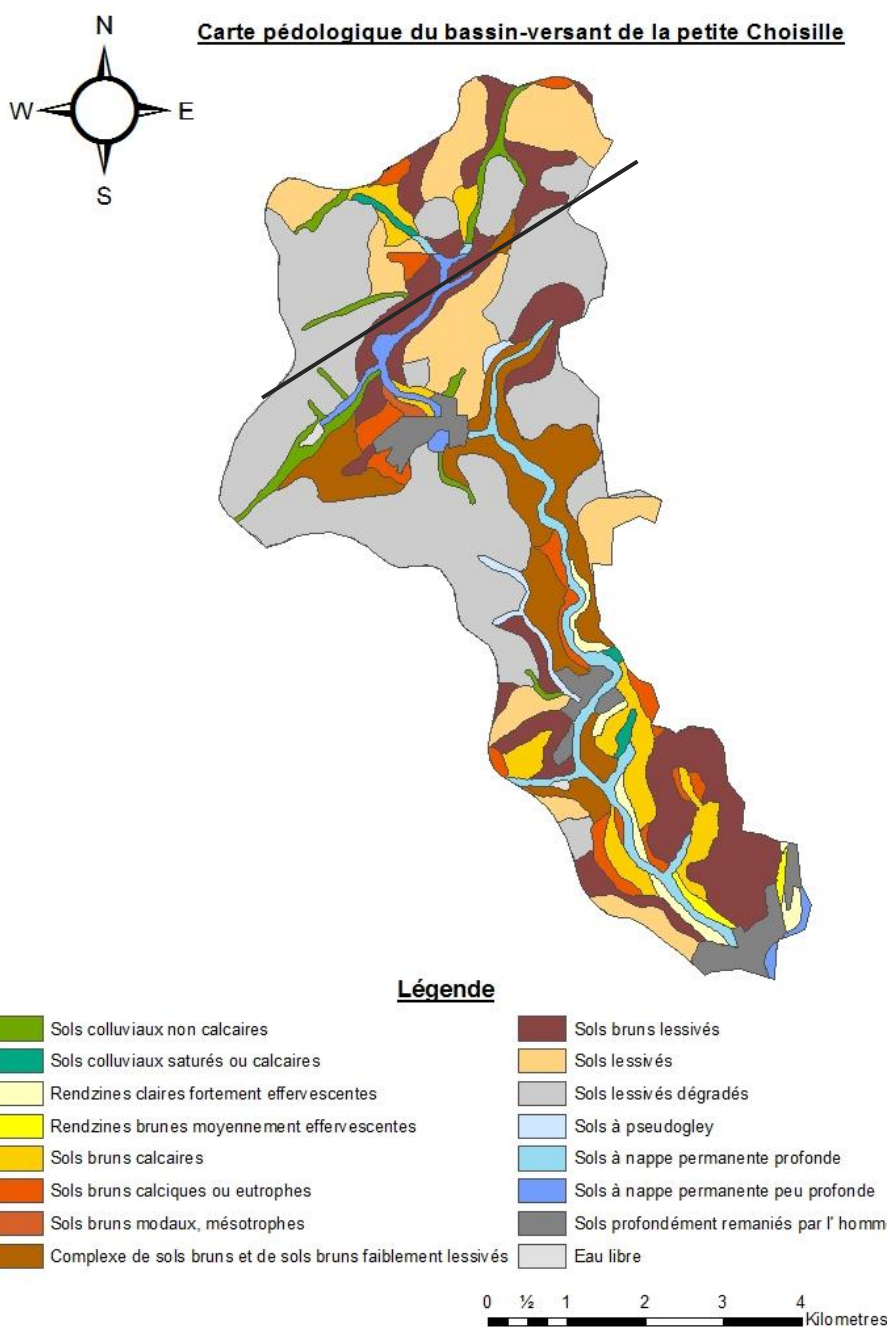 Carte pédologique du bassin-versant de la petite Choisille
N
W
E
S
Légende
Sols colluviaux non calcaires
Sols colluviaux saturés ou calcaires
Rendzines claires fortement effervescentes
Rendzines brunes moyennement effervescentes
Sols bruns calcaires
Sols bruns calciques ou eutrophes
Sols bruns modaux, mésotrophes
Complexe de sols bruns et de sols bruns faiblement lessivés
Sols bruns lessivés
Sols lessivés
Sols lessivés dégradés
Sols à pseudogley
Sols à nappe permanente profonde
Sols à nappe permanente peu profonde
Sols profondément remaniés par l' homm
Eau libre
0 ½ 1 2 3 4
Kilometres